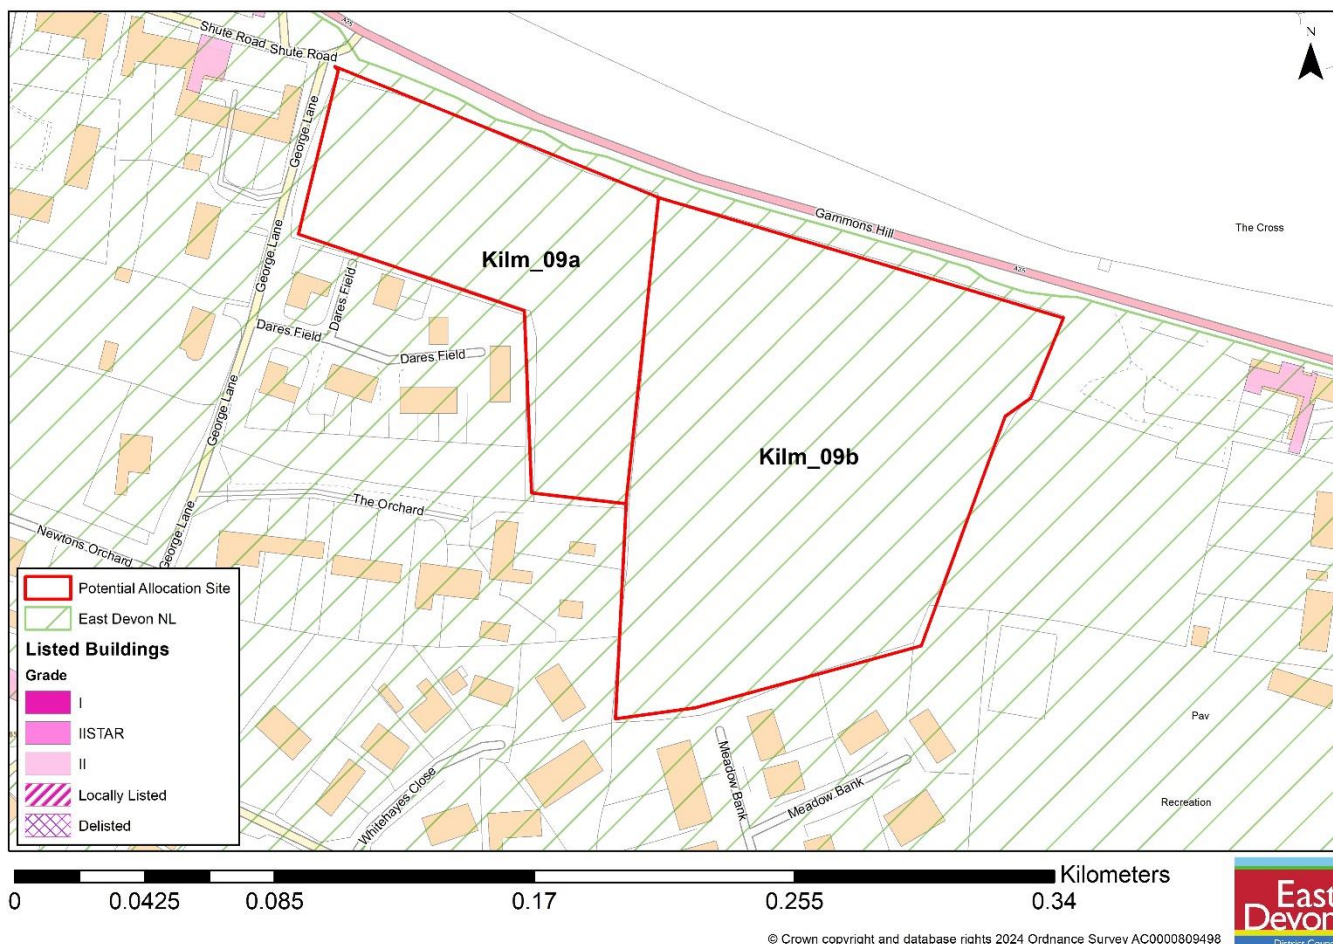 Shute Road Shute Road
A35
N
George Lane
Gammons Hill
The Cross
Kilm_09a
George Lane
Dares Field
A35
Dares Field
Dares Field
George Lane
Kilm_09b
The Orchard
George Lane
Newtons Orchard
Potential Allocation Site
East Devon NL
Listed Buildings
Grade
I
IISTAR
II
Locally Listed
Delisted
Whitehayes Close
Meadow Bank
Meadow Bank
Pav
Recreation
0 0.0425 0.085 0.17 0.255 0.34
Kilometers
East
Devon
District Council
© Crown copyright and database rights 2024 Ordnance Survey AC0000809498